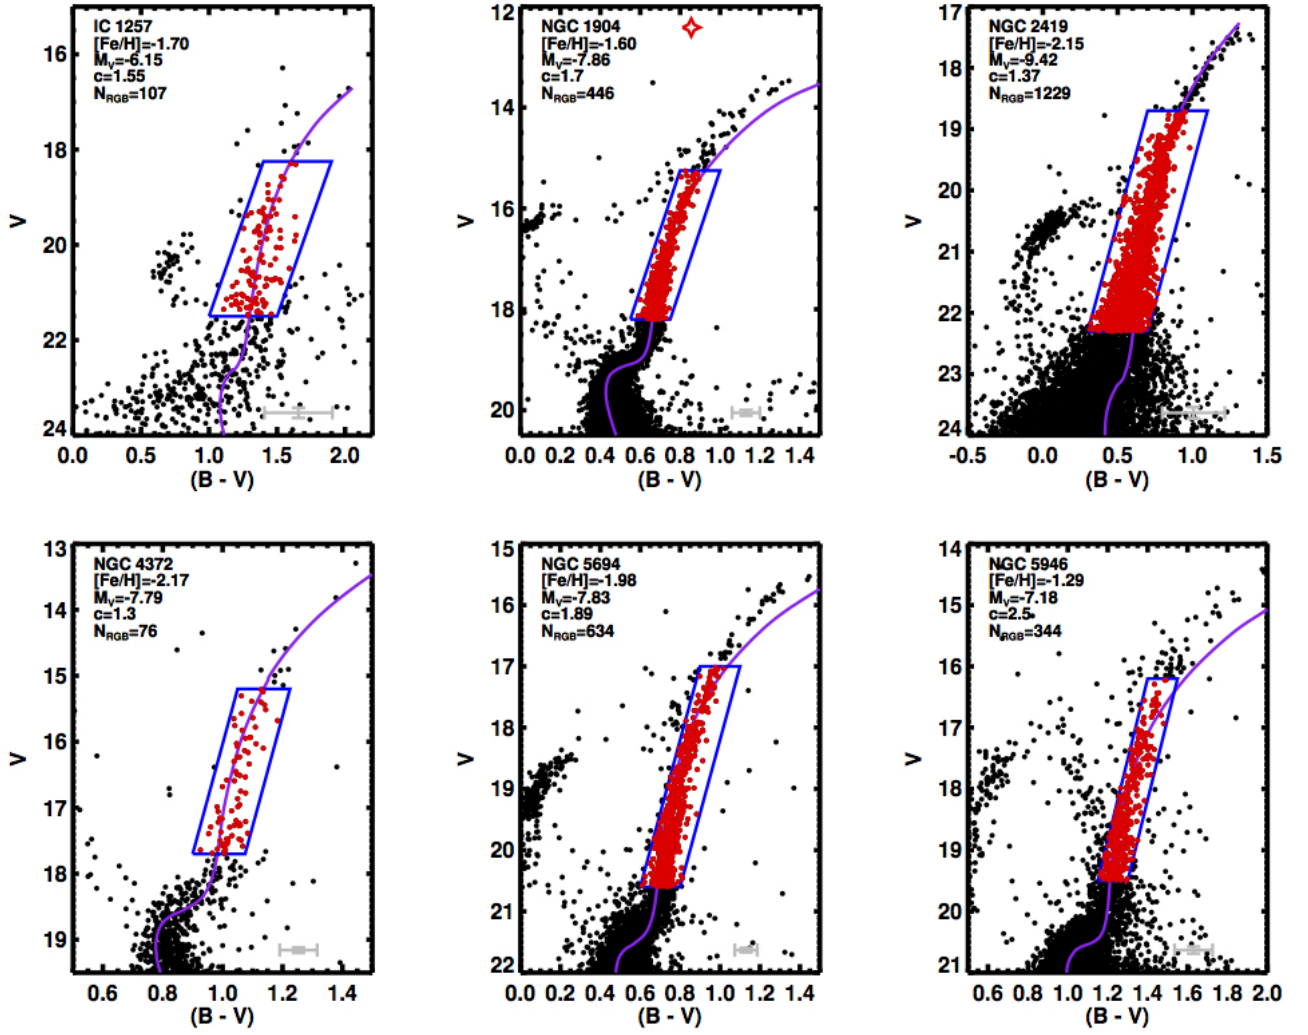 IC 1257
[Fe/H]=-1.70
M_V=-6.15
c=1.55
N_RGB=107
16
18
20
22
24
V
0.0 0.5 1.0 1.5 2.0
(B - V)
NGC 1904
[Fe/H]=-1.60
M_V=-7.86
c=1.7
N_RGB=446
12
14
16
18
20
V
0.0 0.2 0.4 0.6 0.8 1.0 1.2 1.4
(B - V)
NGC 2419
[Fe/H]=-2.15
M_V=-9.42
c=1.37
N_RGB=1229
17
18
19
20
21
22
23
24
V
-0.5 0.0 0.5 1.0 1.5
(B - V)
NGC 4372
[Fe/H]=-2.17
M_V=-7.79
c=1.3
N_RGB=76
13
14
15
16
17
18
19
V
0.6 0.8 1.0 1.2 1.4
(B - V)
NGC 5694
[Fe/H]=-1.98
M_V=-7.83
c=1.89
N_RGB=634
15
16
17
18
19
20
21
22
V
0.0 0.2 0.4 0.6 0.8 1.0 1.2 1.4
(B - V)
NGC 5946
[Fe/H]=-1.29
M_V=-7.18
c=2.5
N_RGB=344
14
15
16
17
18
19
20
21
V
0.6 0.8 1.0 1.2 1.4 1.6 1.8 2.0
(B - V)